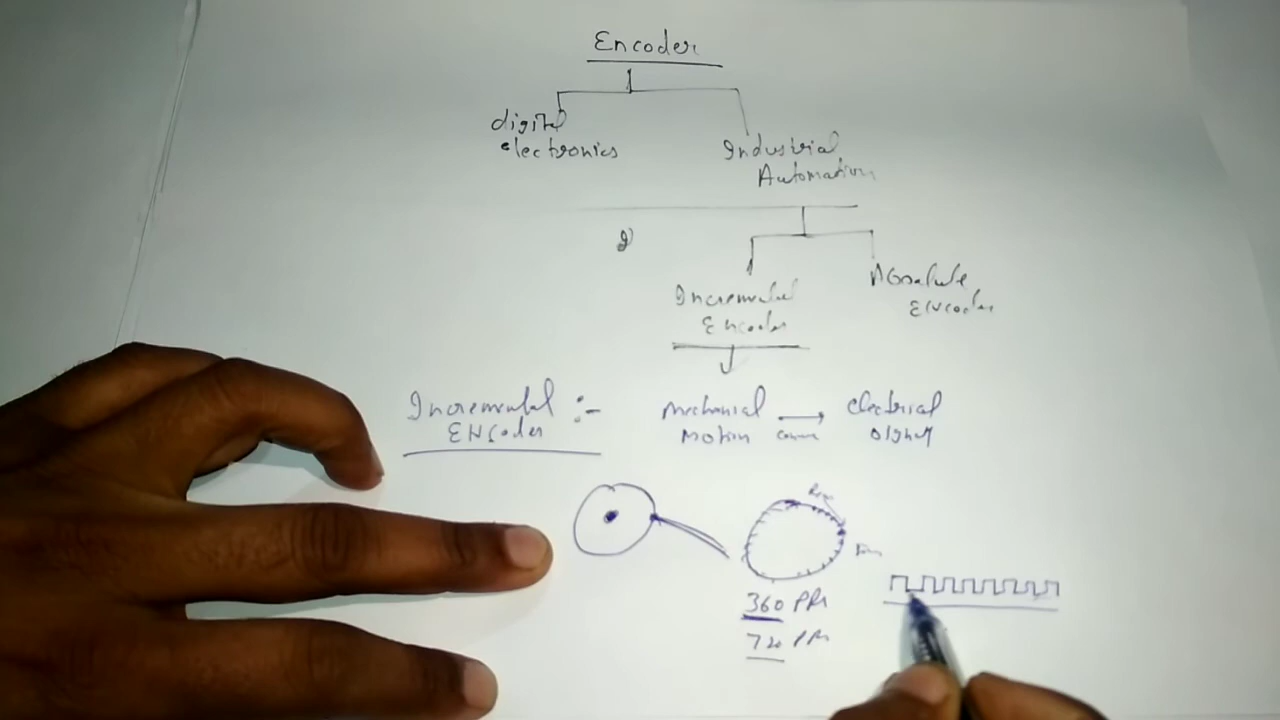 Encoder
digital
electronics
Industrial
Automation
Incremental
Encoder
Absolute
ENCoder
Incremental :-
ENCoder
Mechanical
Motion
electrical
signal
360 PPR
720 PPR